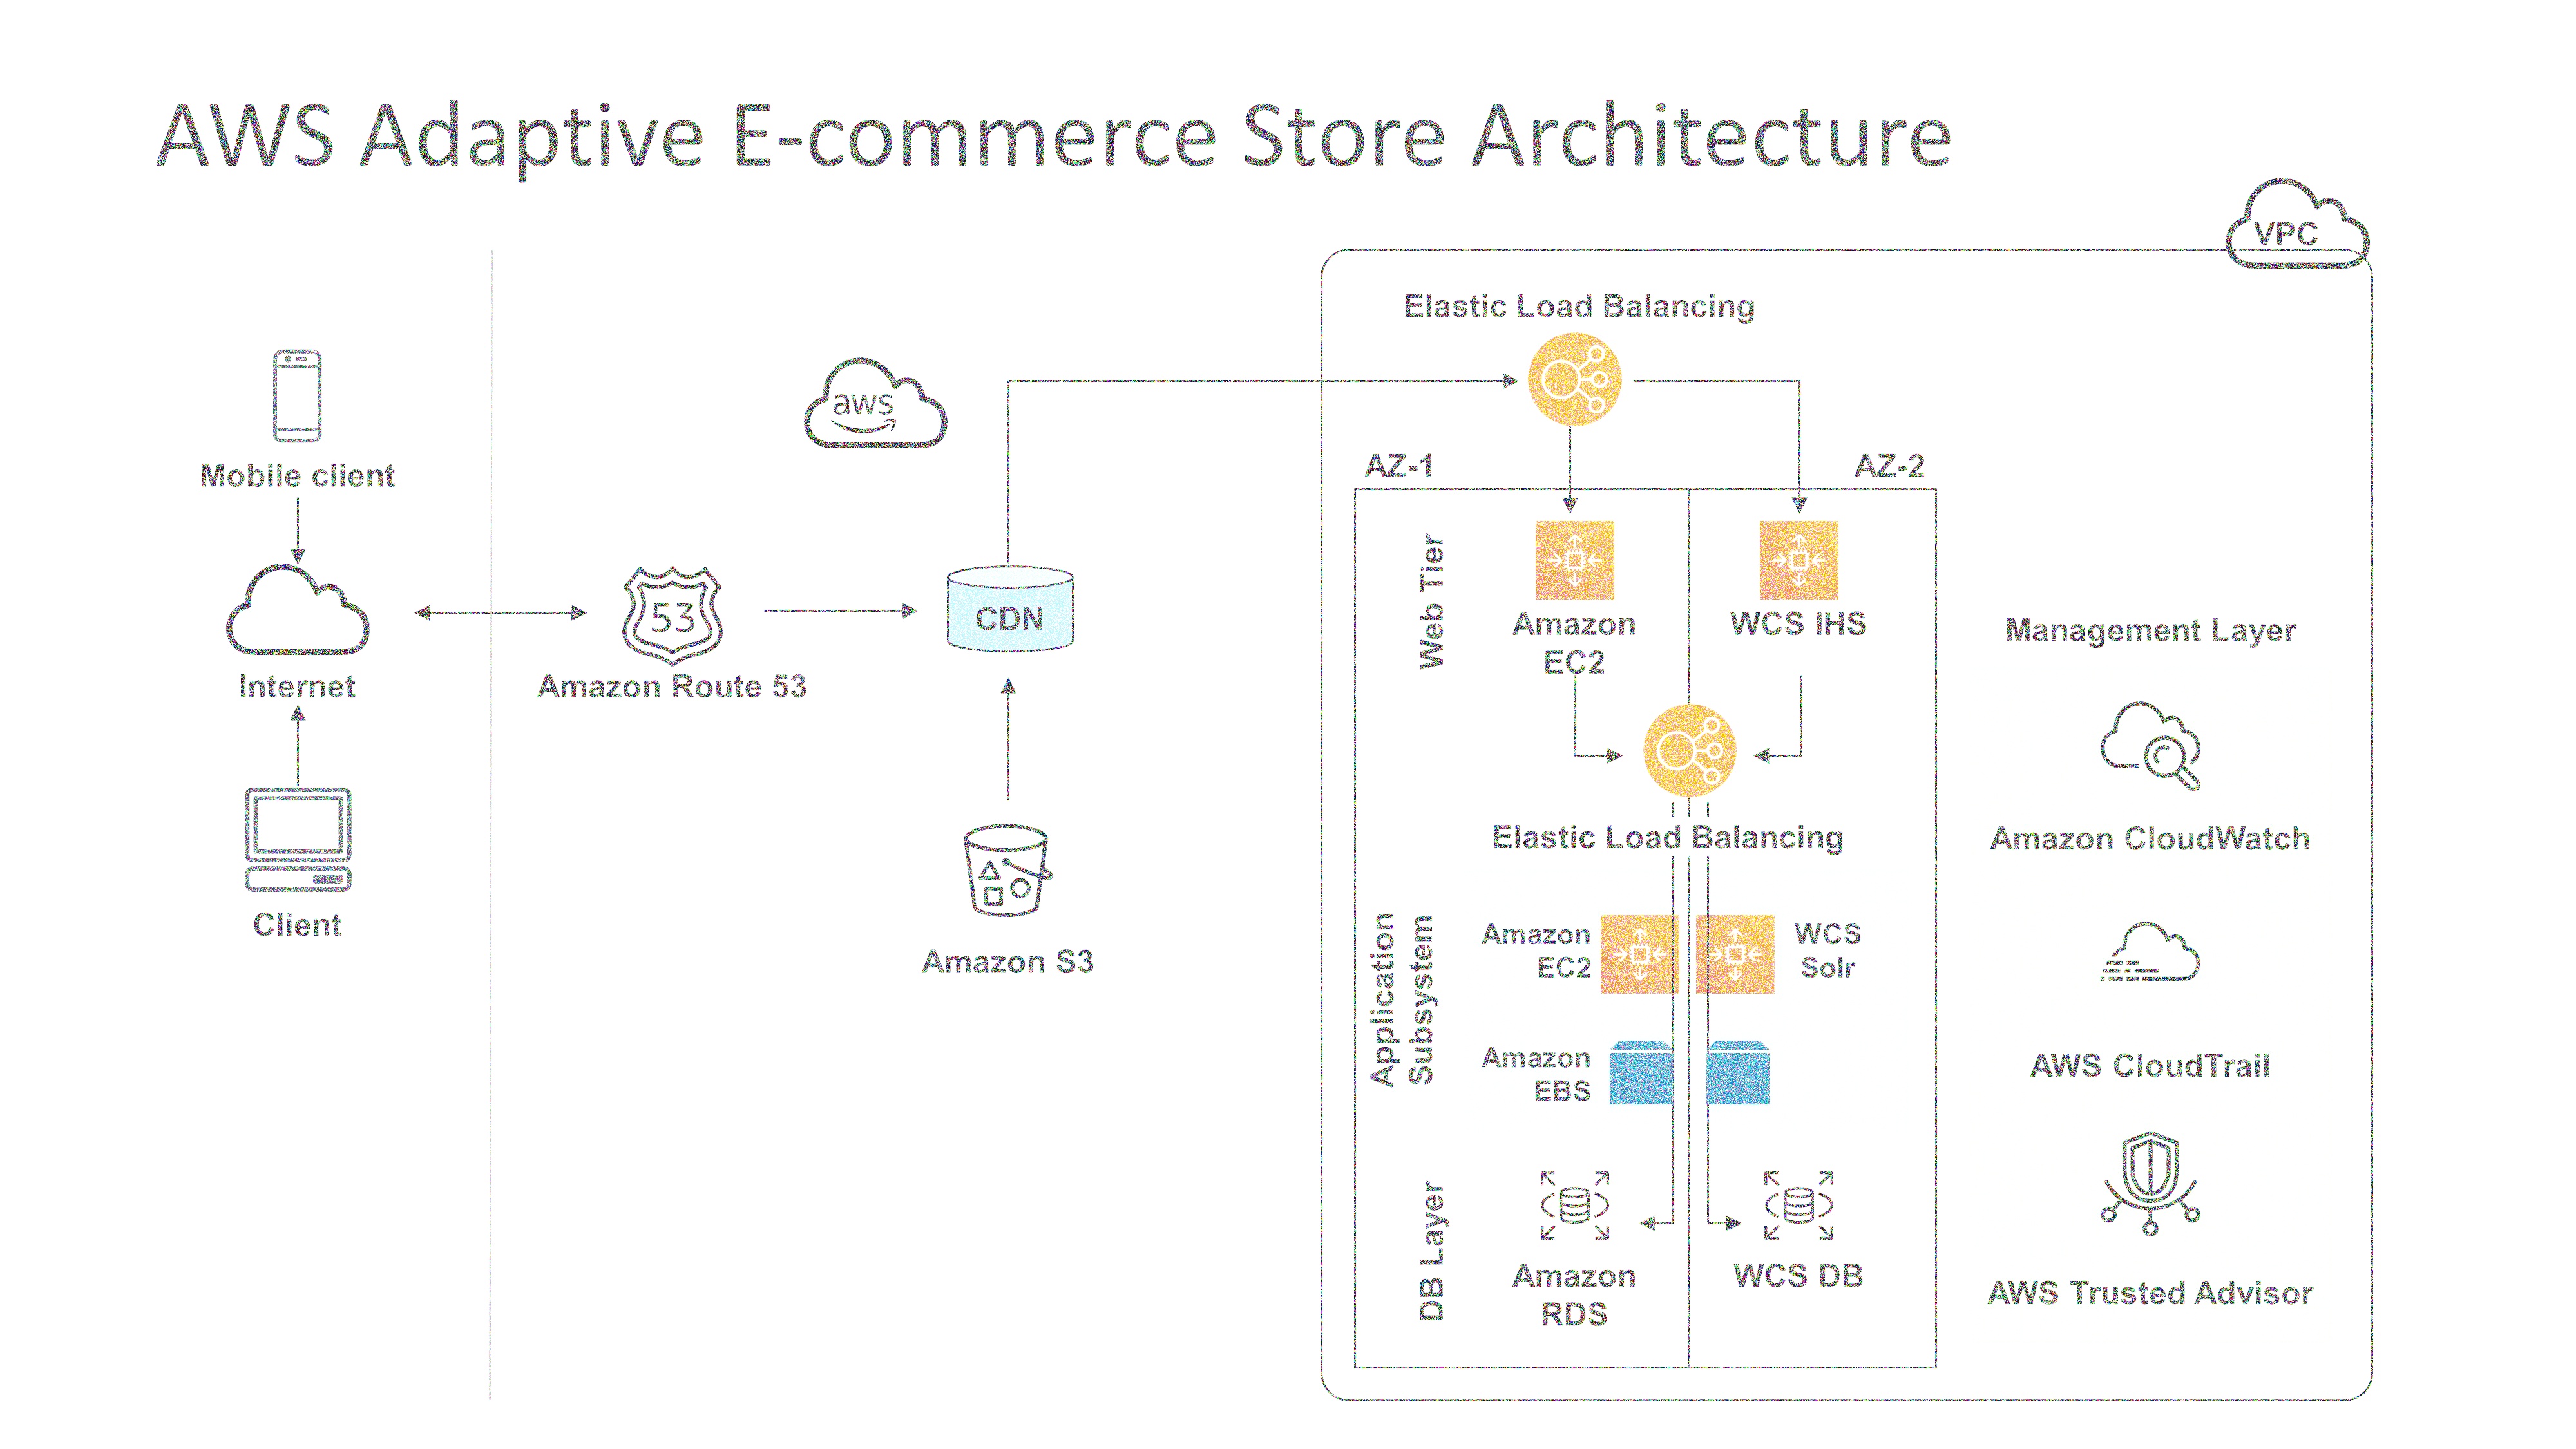 AWS Adaptive E-commerce Store Architecture
VPC
Elastic Load Balancing
aws
Mobile client
AZ-1
AZ-2
Web Tier
53
CDN
Amazon
EC2
WCS IHS
Management Layer
Internet
Amazon Route 53
Elastic Load Balancing
Amazon CloudWatch
Client
Amazon S3
Application
Subsystem
Amazon
EC2
WCS
Solr
Amazon
EBS
AWS CloudTrail
DB Layer
Amazon
RDS
WCS DB
AWS Trusted Advisor